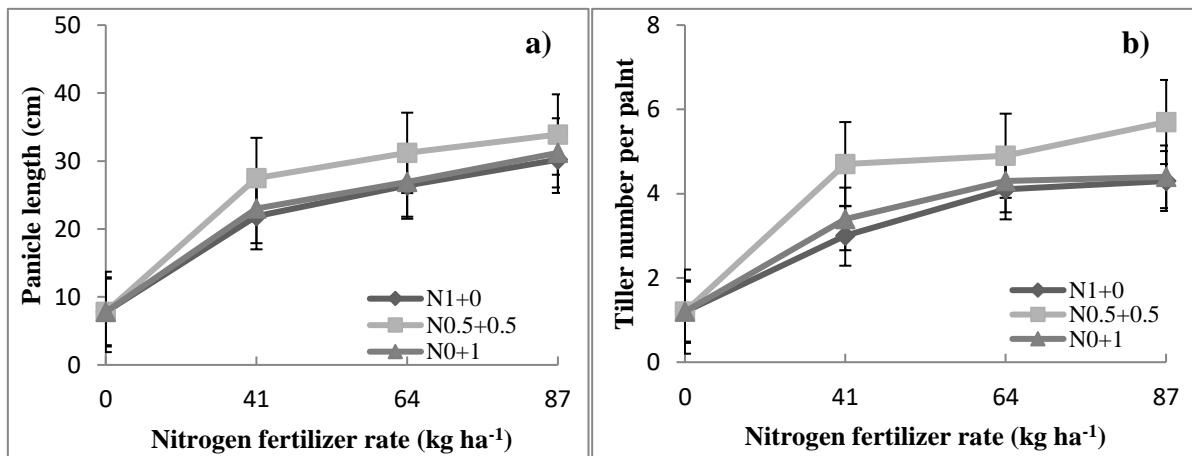 a)
Panicle length (cm)
50
40
30
20
10
0
N1+0
N0.5+0.5
N0+1
0 41 64 87
Nitrogen fertilizer rate (kg ha-1)
b)
Tiller number per palnt
8
6
4
2
0
N1+0
N0.5+0.5
N0+1
0 41 64 87
Nitrogen fertilizer rate (kg ha-1)